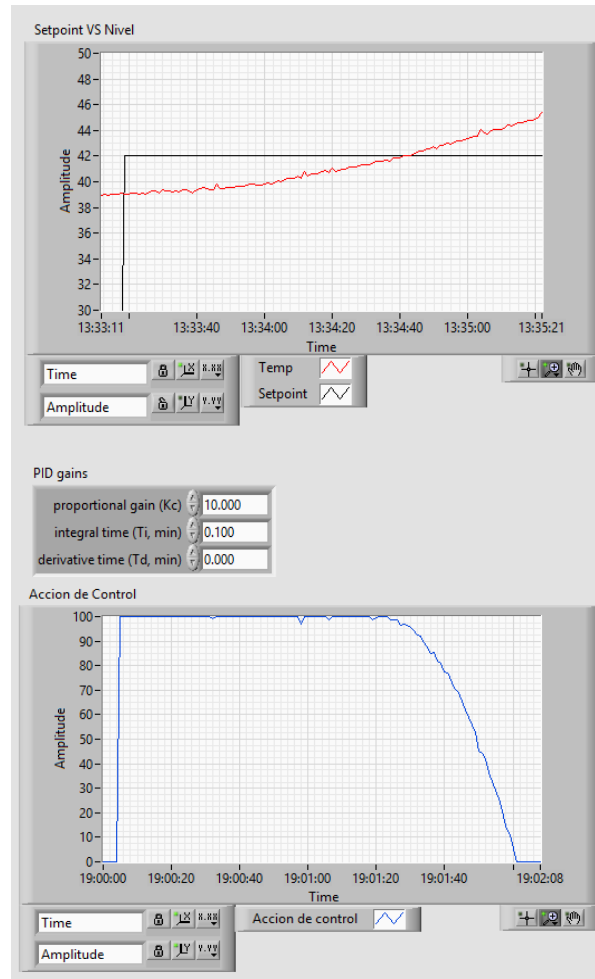 Setpoint VS Nivel
50
48
46
44
42
40
38
36
34
32
30
Amplitude
13:33:11 13:33:40 13:34:00 13:34:20 13:34:40 13:35:00 13:35:21
Time
Time
Amplitude
Temp
Setpoint
PID gains
proportional gain (Kc) 10.000
integral time (Ti, min) 0.100
derivative time (Td, min) 0.000
Accion de Control
100
90
80
70
60
50
40
30
20
10
0
Amplitude
19:00:00 19:00:20 19:00:40 19:01:00 19:01:20 19:01:40 19:02:08
Time
Time
Amplitude
Accion de control